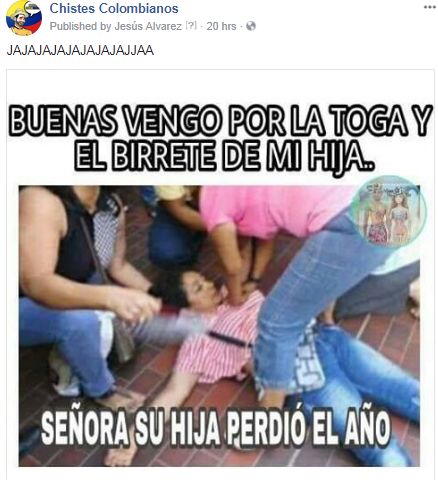 Chistes Colombianos
Published by Jesús Alvarez [?] · 20 hrs ·
JAJAJAJAJAJAJAJAJJAA
BUENAS VENGO POR LA TOGA Y
EL BIRRETE DE MI HIJA..
SEÑORA SU HIJA PERDIÓ EL AÑO